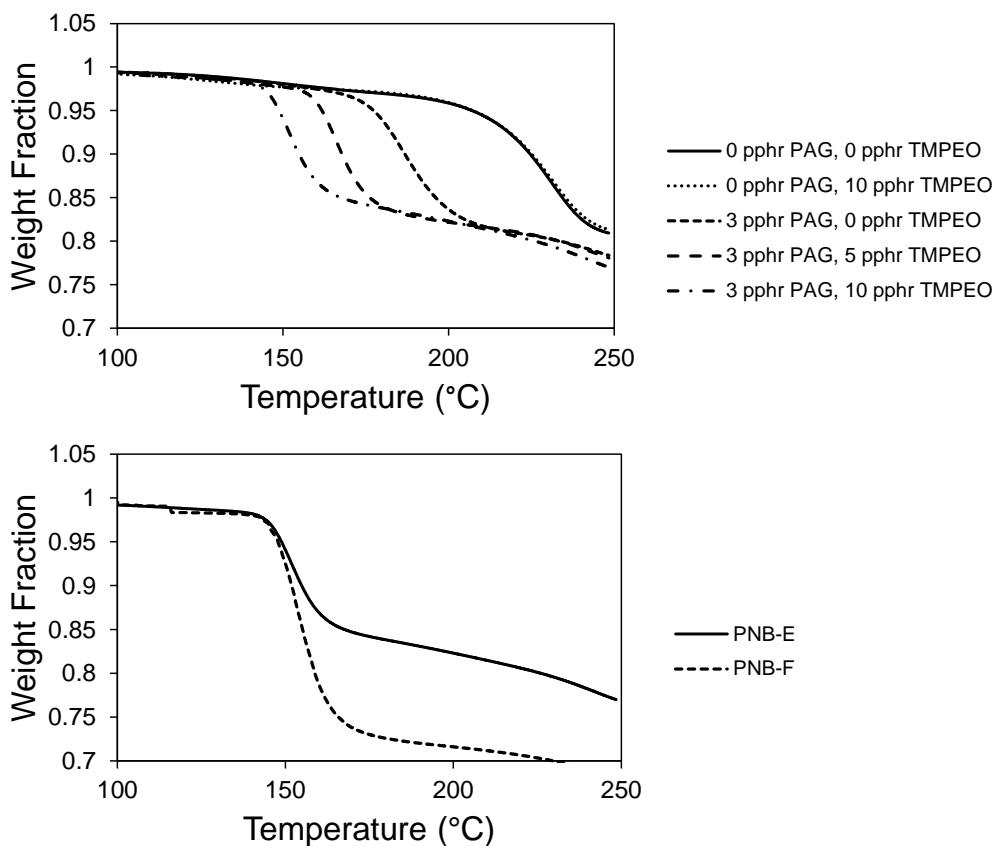 1.05
1
0.95
0.9
0.85
0.8
0.75
0.7
Weight Fraction
100
150
200
250
Temperature (°C)
0 pphr PAG, 0 pphr TMPEO
0 pphr PAG, 10 pphr TMPEO
3 pphr PAG, 0 pphr TMPEO
3 pphr PAG, 5 pphr TMPEO
3 pphr PAG, 10 pphr TMPEO
1.05
1
0.95
0.9
0.85
0.8
0.75
0.7
Weight Fraction
100
150
200
250
Temperature (°C)
PNB-E
PNB-F